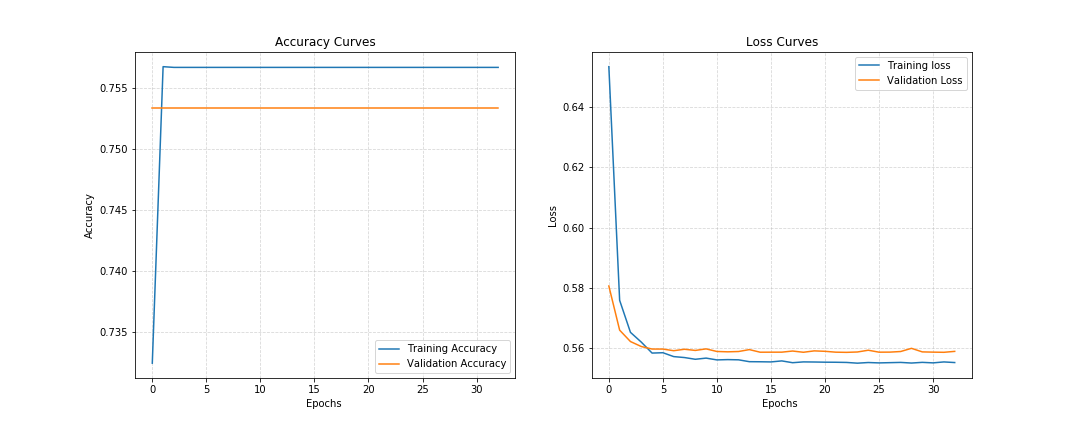 Accuracy Curves
0.755
0.750
0.745
0.740
0.735
Accuracy
0 5 10 15 20 25 30
Epochs
Training Accuracy
Validation Accuracy
Loss Curves
0.64
0.62
0.60
0.58
0.56
Loss
0 5 10 15 20 25 30
Epochs
Training loss
Validation Loss